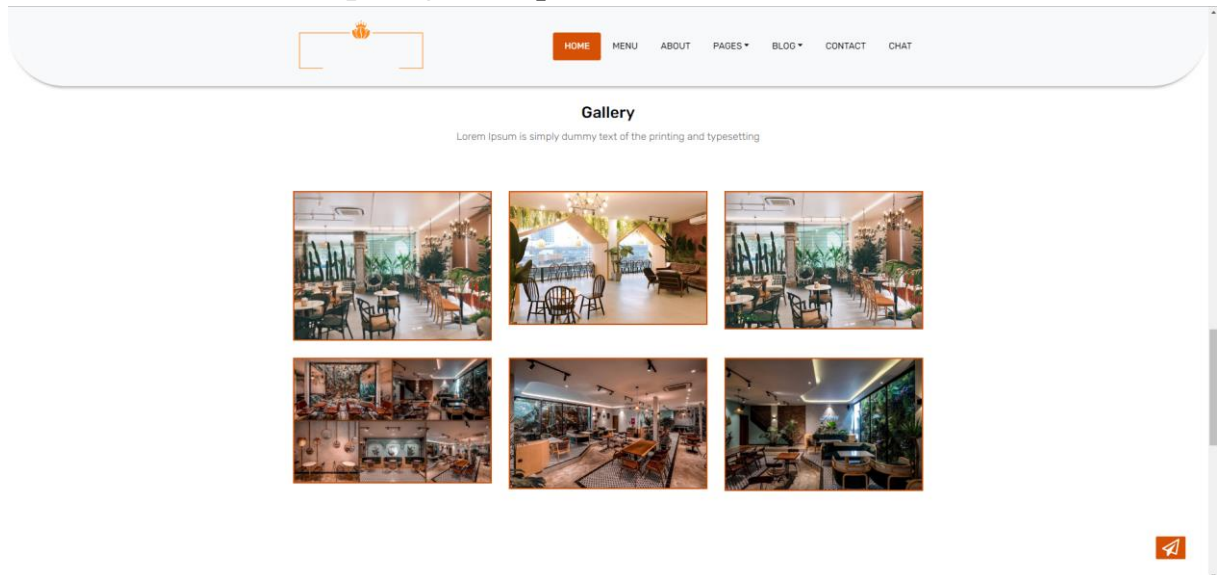 HOME MENU ABOUT PAGES BLOG CONTACT CHAT
Gallery
Lorem Ipsum is simply dummy text of the printing and typesetting